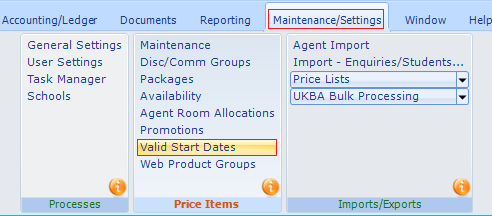 Accounting/Ledger Documents Reporting Maintenance/Settings Window Help
General Settings
User Settings
Task Manager
Schools
Processes
Maintenance
Disc/Comm Groups
Packages
Availability
Agent Room Allocations
Promotions
Valid Start Dates
Web Product Groups
Price Items
Agent Import
Import - Enquiries/Students...
Price Lists
UKBA Bulk Processing
Imports/Exports